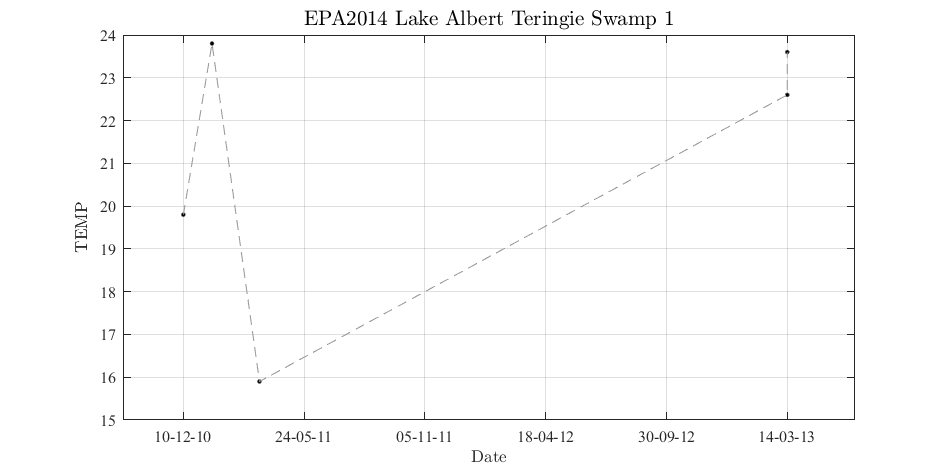 EPA2014 Lake Albert Teringie Swamp 1
24
23
22
21
20
19
18
17
16
15
TEMP
10-12-10 24-05-11 05-11-11 18-04-12 30-09-12 14-03-13
Date